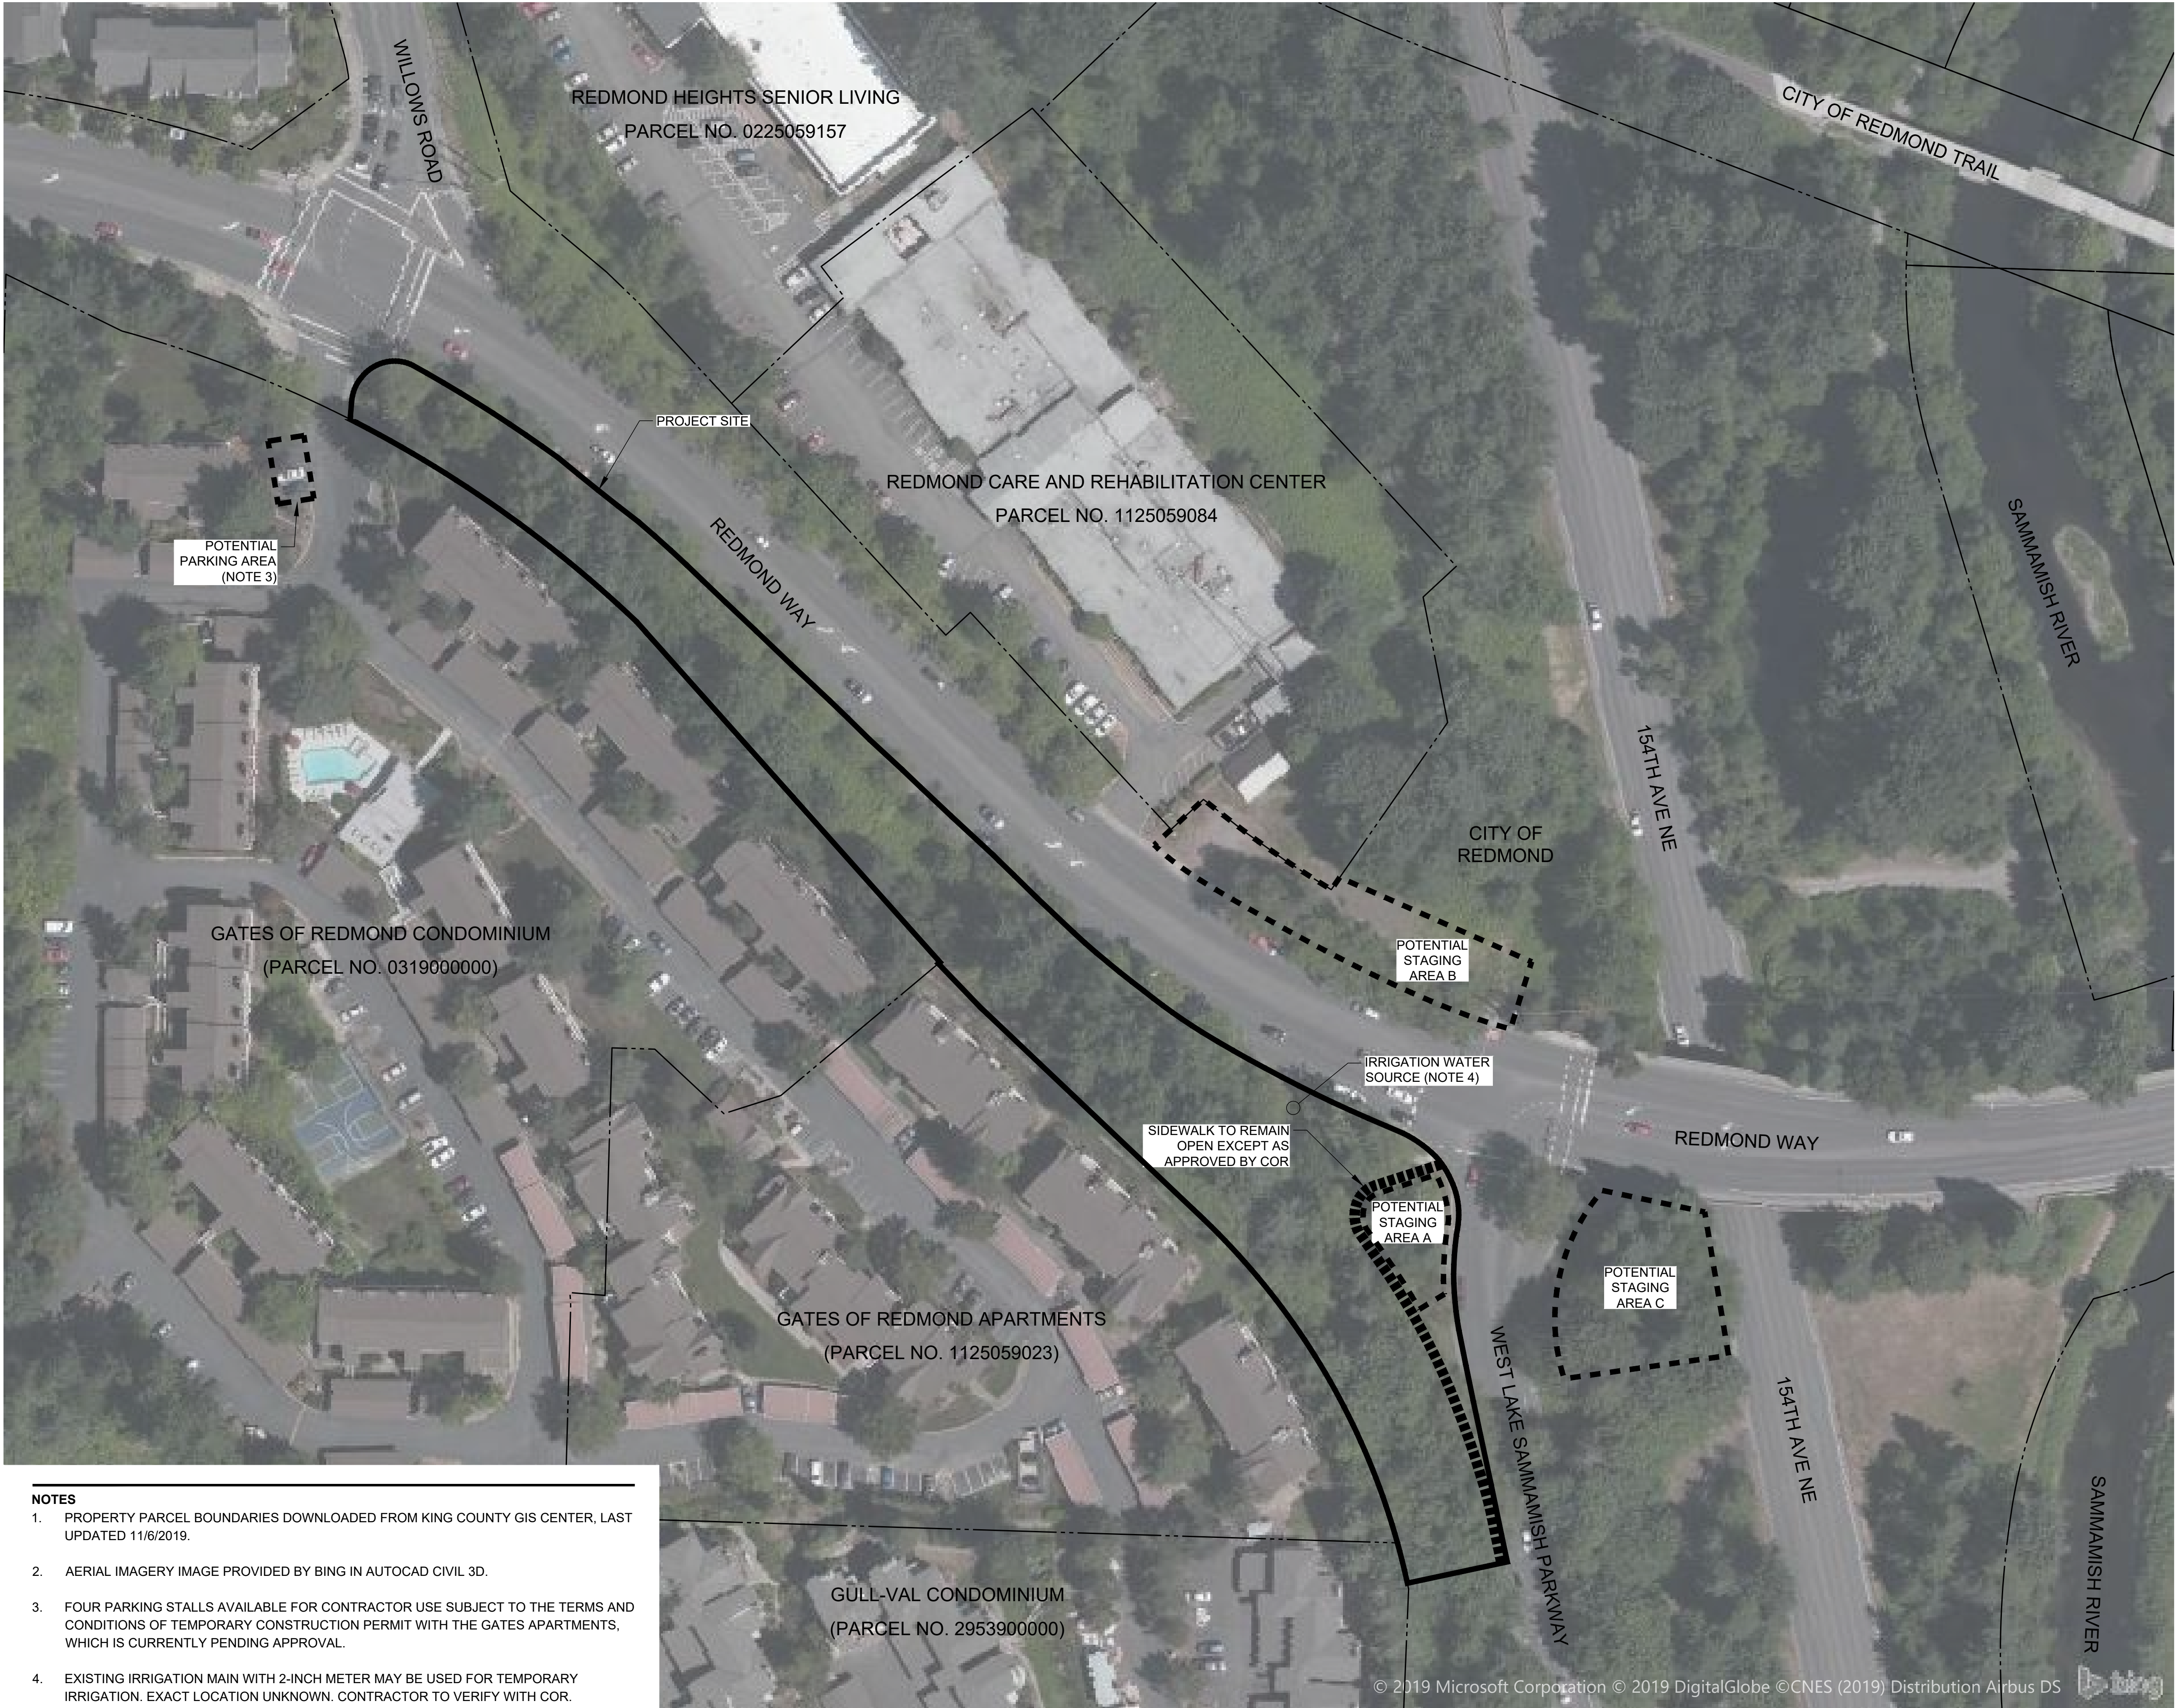 WILLOWS ROAD
REDMOND HEIGHTS SENIOR LIVING
PARCEL NO. 0225059157
CITY OF REDMOND TRAIL
PROJECT SITE
REDMOND CARE AND REHABILITATION CENTER
PARCEL NO. 1125059084
POTENTIAL
PARKING AREA
(NOTE 3)
REDMOND WAY
SAMMAMISH RIVER
154TH AVE NE
CITY OF
REDMOND
GATES OF REDMOND CONDOMINIUM
(PARCEL NO. 0319000000)
POTENTIAL
STAGING
AREA B
IRRIGATION WATER
SOURCE (NOTE 4)
SIDEWALK TO REMAIN
OPEN EXCEPT AS
APPROVED BY COR
REDMOND WAY
POTENTIAL
STAGING
AREA A
POTENTIAL
STAGING
AREA C
GATES OF REDMOND APARTMENTS
(PARCEL NO. 1125059023)
WEST LAKE SAMMAMISH PARKWAY
154TH AVE NE
SAMMAMISH RIVER
GULL-VAL CONDOMINIUM
(PARCEL NO. 2953900000)
NOTES
1. PROPERTY PARCEL BOUNDARIES DOWNLOADED FROM KING COUNTY GIS CENTER, LAST
UPDATED 11/6/2019.
2. AERIAL IMAGERY IMAGE PROVIDED BY BING IN AUTOCAD CIVIL 3D.
3. FOUR PARKING STALLS AVAILABLE FOR CONTRACTOR USE SUBJECT TO THE TERMS AND
CONDITIONS OF TEMPORARY CONSTRUCTION PERMIT WITH THE GATES APARTMENTS,
WHICH IS CURRENTLY PENDING APPROVAL.
4. EXISTING IRRIGATION MAIN WITH 2-INCH METER MAY BE USED FOR TEMPORARY
IRRIGATION. EXACT LOCATION UNKNOWN. CONTRACTOR TO VERIFY WITH COR.
© 2019 Microsoft Corporation © 2019 DigitalGlobe ©CNES (2019) Distribution Airbus DS
bing